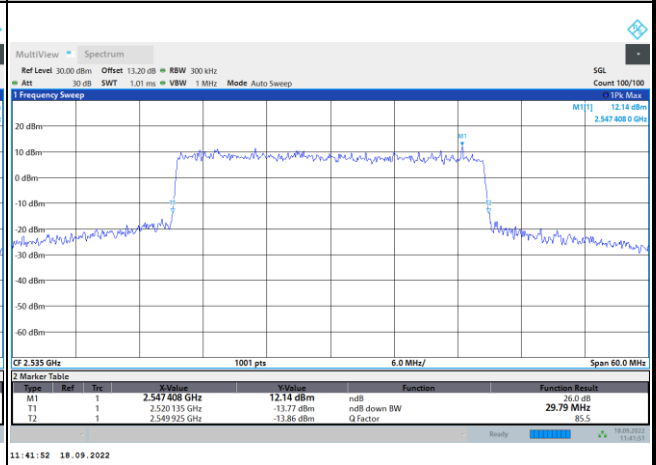 MultiView Spectrum
Ref Level 30.00 dBm Offset 13.20 dB RBW 300 kHz SGL
Att 30 dB SWT 1.01 ms VBW 1 MHz Mode Auto Sweep Count 100/100
1 Frequency Sweep 1Pk Max
M1[1] 12.14 dBm
2.547 408 0 GHz
20 dBm
M1
10 dBm
0 dBm
-10 dBm
T1 T2
-20 dBm
-30 dBm
-40 dBm
-50 dBm
-60 dBm
CF 2.535 GHz 1001 pts 6.0 MHz/ Span 60.0 MHz
2 Marker Table
Type Ref Trc X-Value Y-Value Function Function Result
M1 1 2.547 408 GHz 12.14 dBm ndB 26.0 dB
T1 1 2.520 135 GHz -13.77 dBm ndB down BW 29.79 MHz
T2 1 2.549 925 GHz -13.86 dBm Q Factor 85.5
Ready 18.09.2022
11:41:51
11:41:52 18.09.2022